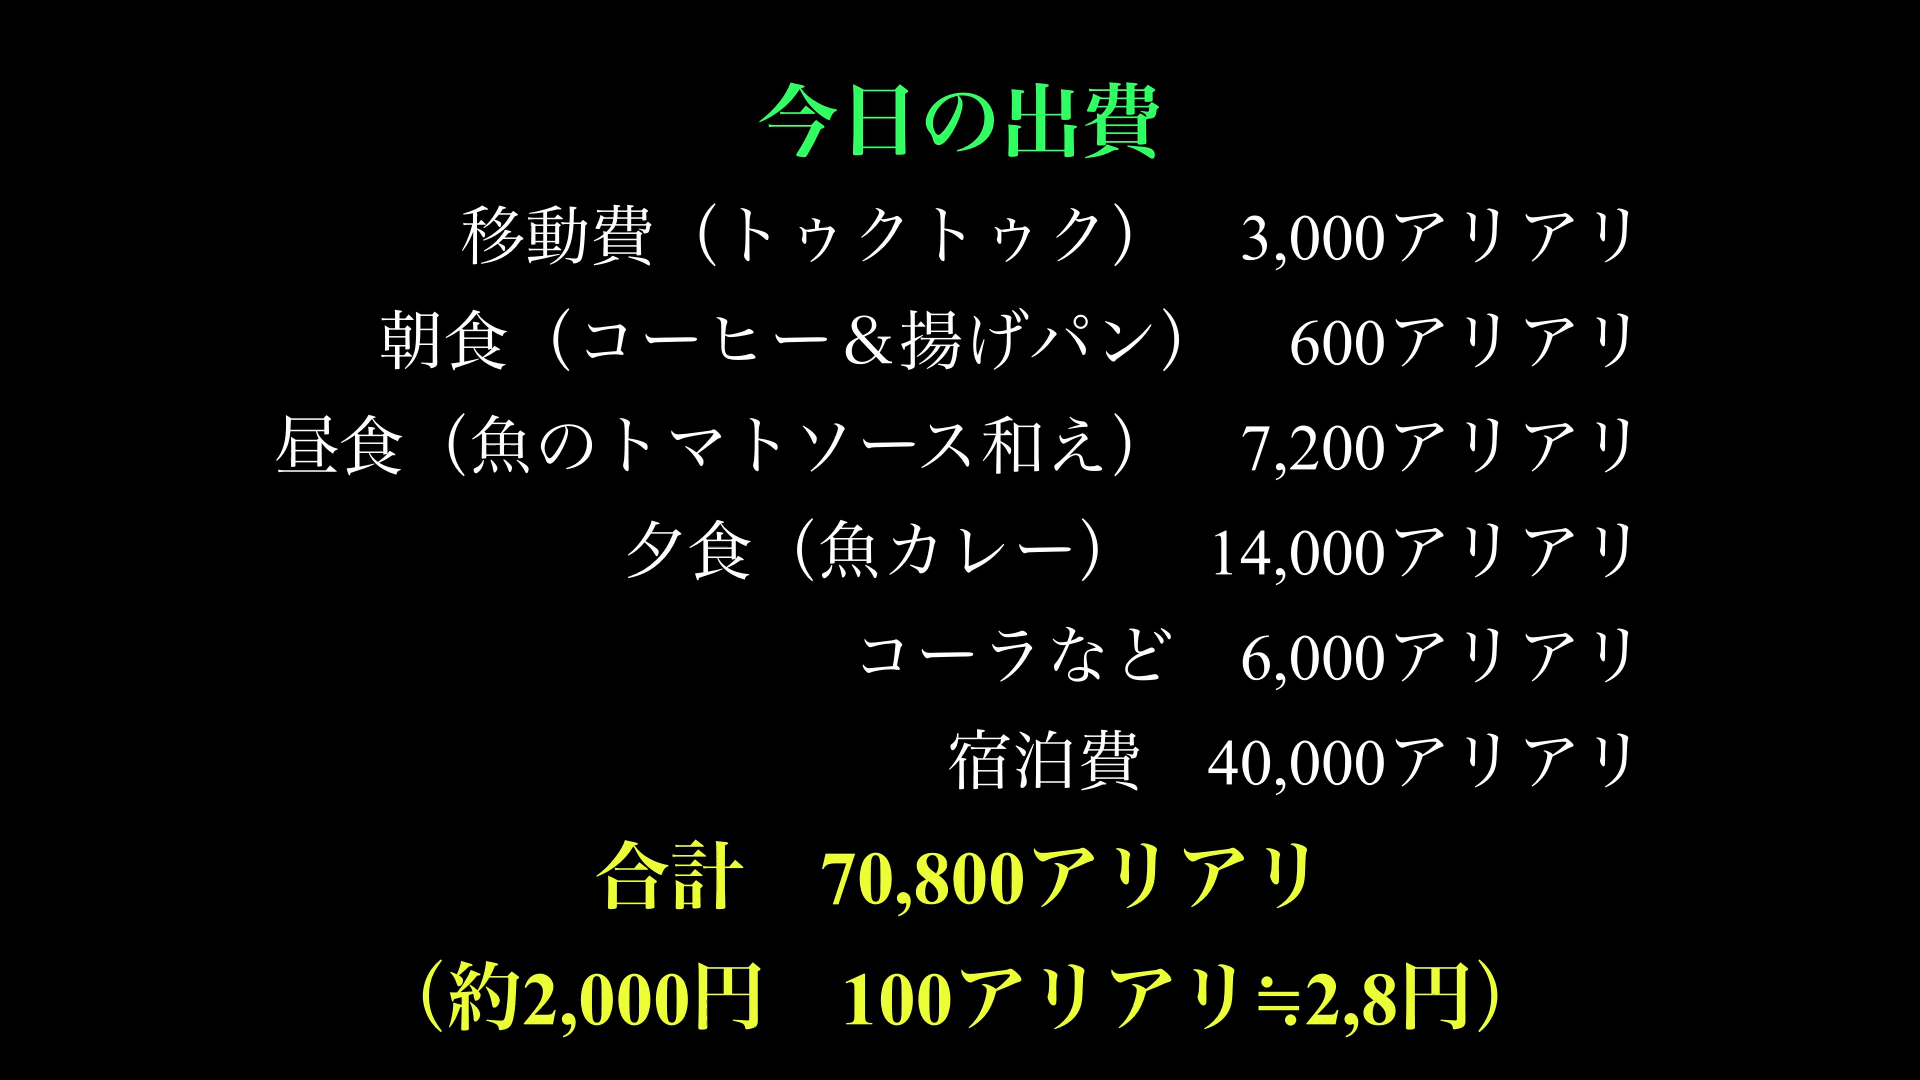 今日の出費
移動費（トゥクトゥク）　3,000アリアリ
朝食（コーヒー＆揚げパン）　600アリアリ
昼食（魚のトマトソース和え）　7,200アリアリ
夕食（魚カレー）　14,000アリアリ
コーラなど　6,000アリアリ
宿泊費　40,000アリアリ
合計　70,800アリアリ
（約2,000円　100アリアリ≒2,8円）